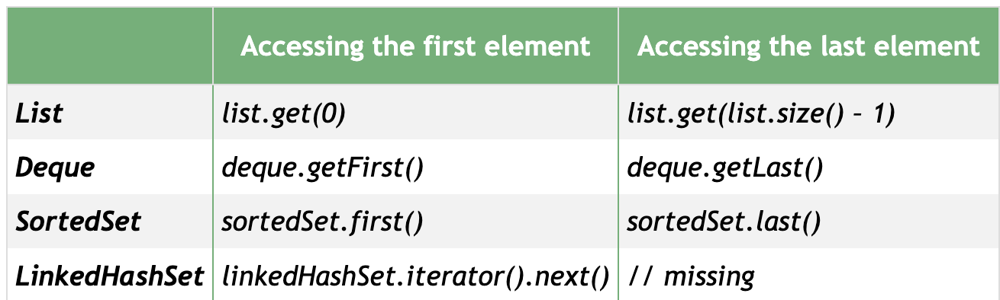 Accessing the first element Accessing the last element
List list.get(0) list.get(list.size() – 1)
Deque deque.getFirst() deque.getLast()
SortedSet sortedSet.first() sortedSet.last()
LinkedHashSet linkedHashSet.iterator().next() // missing